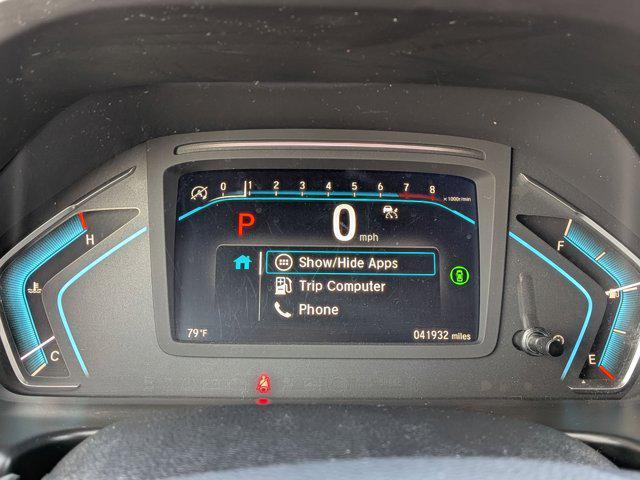 0 1 2 3 4 5 6 7 8
×1000r/min
P 0 mph
H
F
Show/Hide Apps
Trip Computer
Phone
C
E
79°F
041932 miles